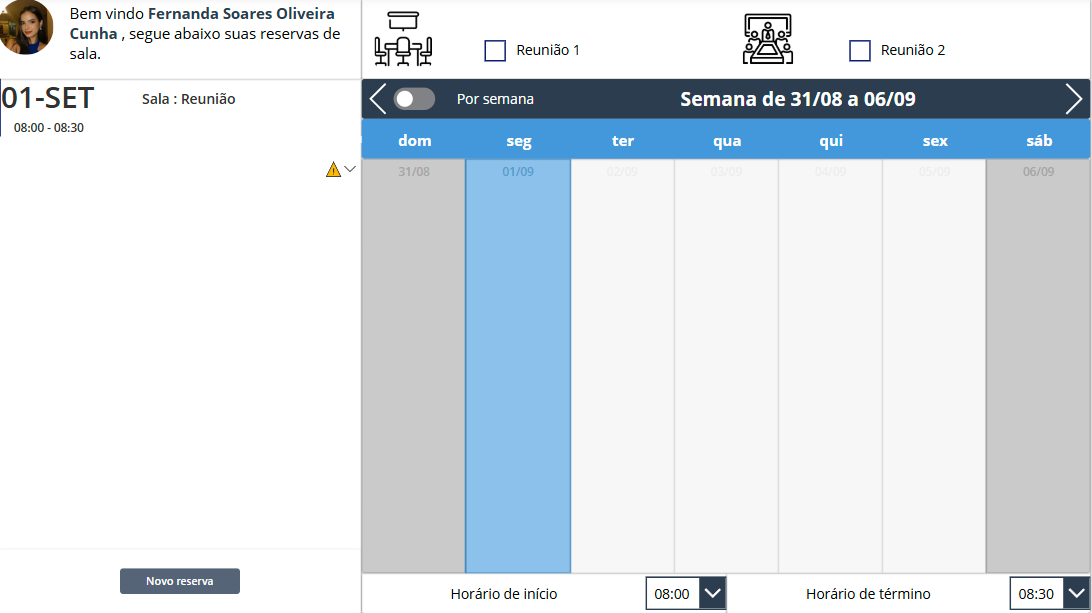 Bem vindo Fernanda Soares Oliveira
Cunha , segue abaixo suas reservas de
sala.
01-SET
Sala : Reunião
08:00 - 08:30
Novo reserva
Reunião 1
Reunião 2
Por semana
Semana de 31/08 a 06/09
dom seg ter qua qui sex sáb
31/08 01/09 02/09 03/09 04/09 05/09 06/09
Horário de início 08:00 Horário de término 08:30